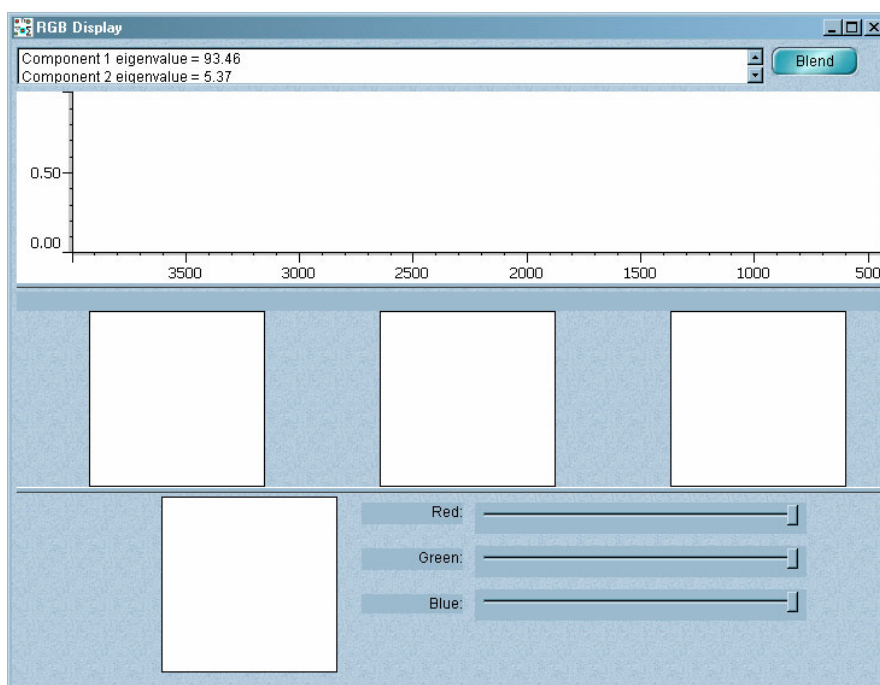 RGB Display
Component 1 eigenvalue = 93.46
Component 2 eigenvalue = 5.37
Blend
0.50
0.00
3500 3000 2500 2000 1500 1000 500
Red:
Green:
Blue: